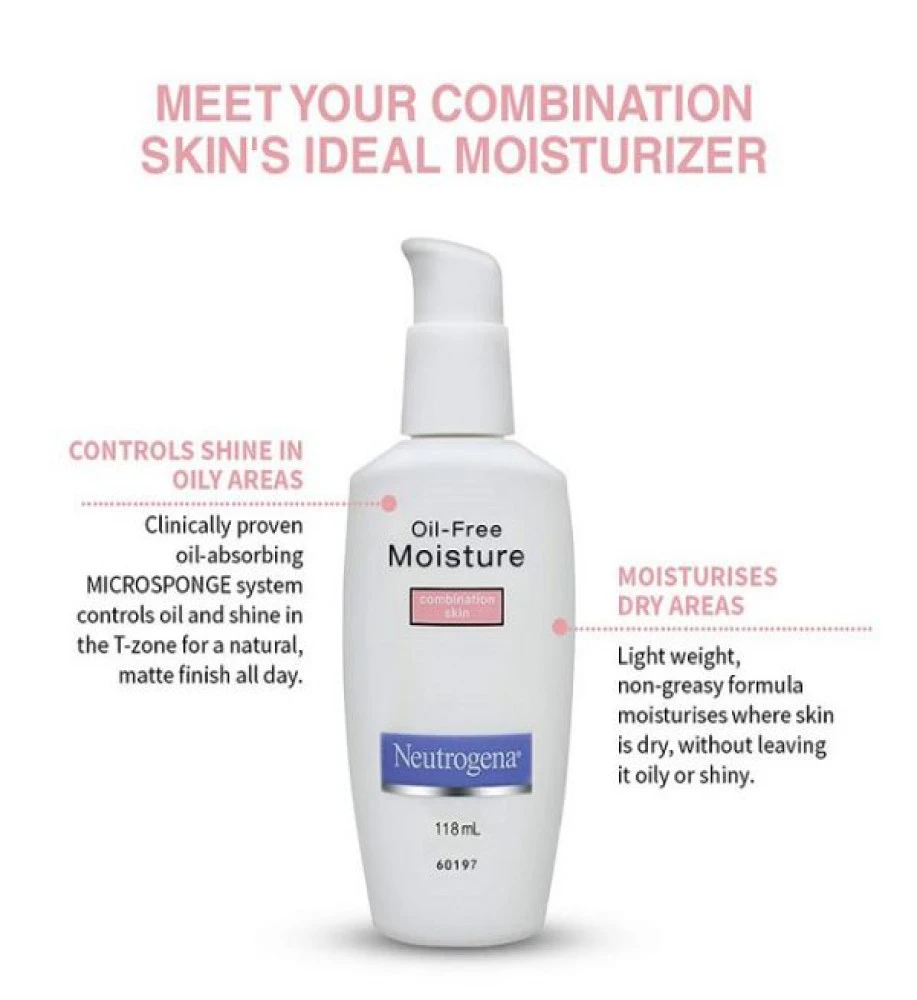 MEET YOUR COMBINATION
SKIN'S IDEAL MOISTURIZER
CONTROLS SHINE IN
OILY AREAS
Clinically proven
oil-absorbing
MICROSPONGE system
controls oil and shine in
the T-zone for a natural,
matte finish all day.
Oil-Free
Moisture
combination
skin
Neutrogena®
118 mL
60197
MOISTURISES
DRY AREAS
Light weight,
non-greasy formula
moisturises where skin
is dry, without leaving
it oily or shiny.